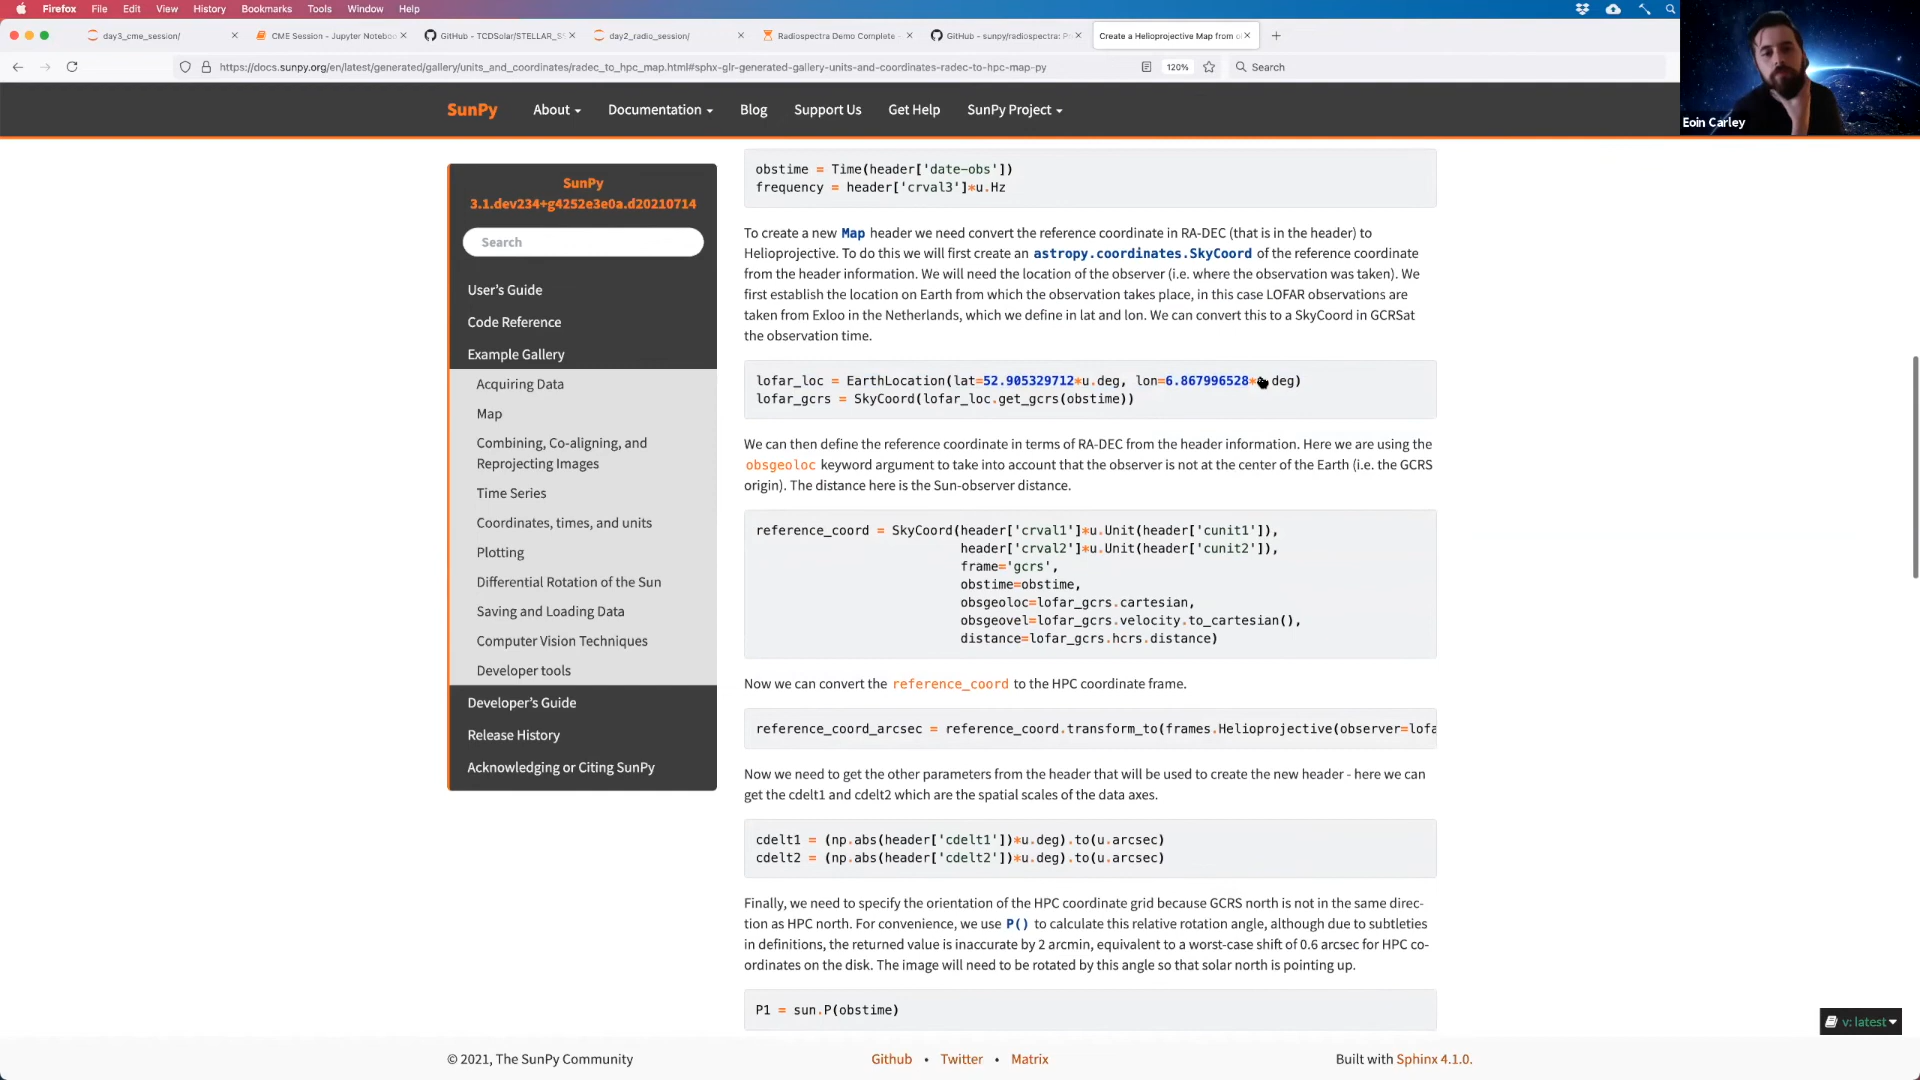 Firefox File Edit View History Bookmarks Tools Window Help
day3_cme_session/
CME Session - Jupyter Noteboo
GitHub - TCDSolar/STELLAR_S
day2_radio_session/
Radiospectra Demo Complete -
GitHub - sunpy/radiospectra: P
Create a Helioprojective Map from o
https://docs.sunpy.org/en/latest/generated/gallery/units_and_coordinates/radec_to_hpc_map.html#sphx-glr-generated-gallery-units-and-coordinates-radec-to-hpc-map-py
120%
Search
Eoin Carley
SunPy About Documentation Blog Support Us Get Help SunPy Project
SunPy
3.1.dev234+g4252e3e0a.d20210714
Search
User's Guide
Code Reference
Example Gallery
Acquiring Data
Map
Combining, Co-aligning, and
Reprojecting Images
Time Series
Coordinates, times, and units
Plotting
Differential Rotation of the Sun
Saving and Loading Data
Computer Vision Techniques
Developer tools
Developer's Guide
Release History
Acknowledging or Citing SunPy
obstime = Time(header['date-obs'])
frequency = header['crval3']*u.Hz
To create a new Map header we need convert the reference coordinate in RA-DEC (that is in the header) to
Helioprojective. To do this we will first create an astropy.coordinates.SkyCoord of the reference coordinate
from the header information. We will need the location of the observer (i.e. where the observation was taken). We
first establish the location on Earth from which the observation takes place, in this case LOFAR observations are
taken from Exloo in the Netherlands, which we define in lat and lon. We can convert this to a SkyCoord in GCRSat
the observation time.
lofar_loc = EarthLocation(lat=52.905329712*u.deg, lon=6.867996528* .deg)
lofar_gcrs = SkyCoord(lofar_loc.get_gcrs(obstime))
We can then define the reference coordinate in terms of RA-DEC from the header information. Here we are using the
obsgeoloc keyword argument to take into account that the observer is not at the center of the Earth (i.e. the GCRS
origin). The distance here is the Sun-observer distance.
reference_coord = SkyCoord(header['crval1']*u.Unit(header['cunit1']),
header['crval2']*u.Unit(header['cunit2']),
frame='gcrs',
obstime=obstime,
obsgeoloc=lofar_gcrs.cartesian,
obsgeovel=lofar_gcrs.velocity.to_cartesian(),
distance=lofar_gcrs.hcrs.distance)
Now we can convert the reference_coord to the HPC coordinate frame.
reference_coord_arcsec = reference_coord.transform_to(frames.Helioprojective(observer=lofa
Now we need to get the other parameters from the header that will be used to create the new header - here we can
get the cdelt1 and cdelt2 which are the spatial scales of the data axes.
cdelt1 = (np.abs(header['cdelt1'])*u.deg).to(u.arcsec)
cdelt2 = (np.abs(header['cdelt2'])*u.deg).to(u.arcsec)
Finally, we need to specify the orientation of the HPC coordinate grid because GCRS north is not in the same direc-
tion as HPC north. For convenience, we use P() to calculate this relative rotation angle, although due to subtleties
in definitions, the returned value is inaccurate by 2 arcmin, equivalent to a worst-case shift of 0.6 arcsec for HPC co-
ordinates on the disk. The image will need to be rotated by this angle so that solar north is pointing up.
P1 = sun.P(obstime)
v: latest
© 2021, The SunPy Community
Github • Twitter • Matrix
Built with Sphinx 4.1.0.